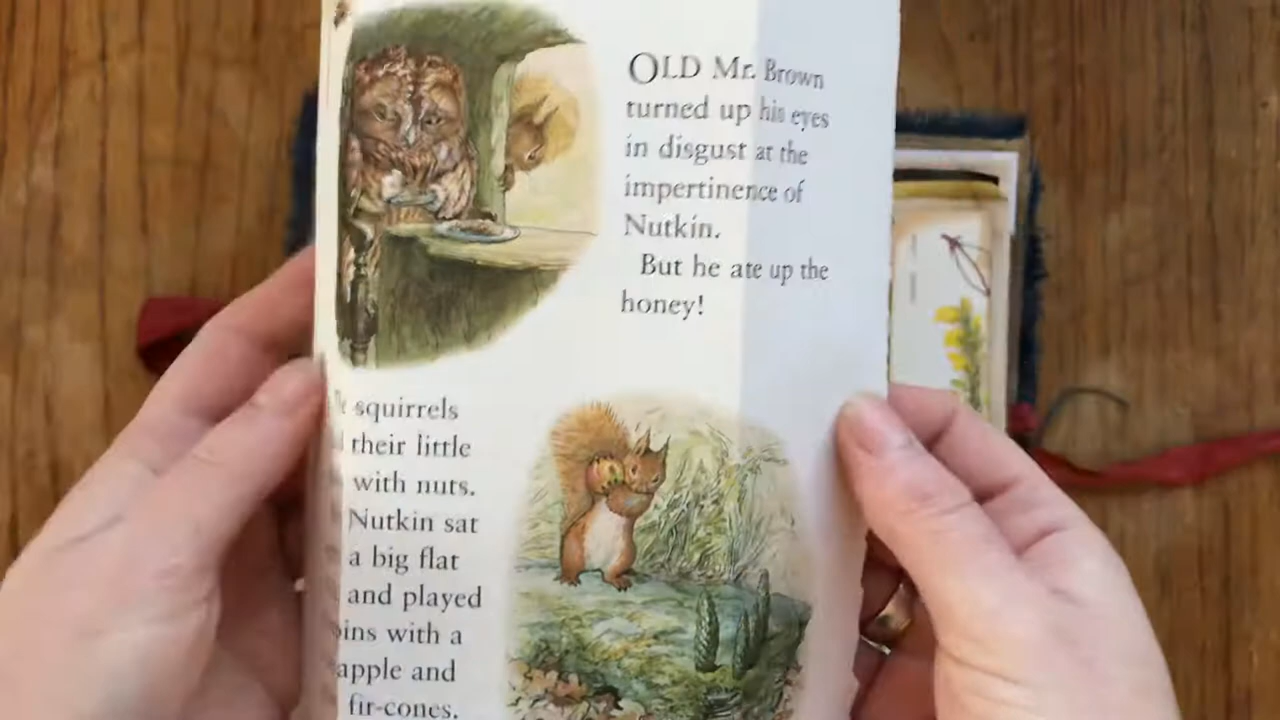 OLD Mr. Brown
turned up his eyes
in disgust at the
impertinence of
Nutkin.
But he ate up the
honey!
squirrels
their little
with nuts.
Nutkin sat
a big flat
and played
with a
apple and
fir-cones.